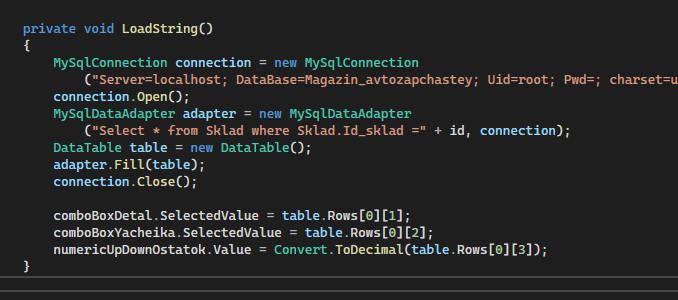 private void LoadString()
{
MySqlConnection connection = new MySqlConnection
("Server=localhost; DataBase=Magazin_avtozapchastey; Uid=root; Pwd=; charset=u
connection.Open();
MySqlDataAdapter adapter = new MySqlDataAdapter
("Select * from Sklad where Sklad.Id_sklad =" + id, connection);
DataTable table = new DataTable();
adapter.Fill(table);
connection.Close();
comboBoxDetal.SelectedValue = table.Rows[0][1];
comboBoxYacheika.SelectedValue = table.Rows[0][2];
numericUpDownOstatok.Value = Convert.ToDecimal(table.Rows[0][3]);
}